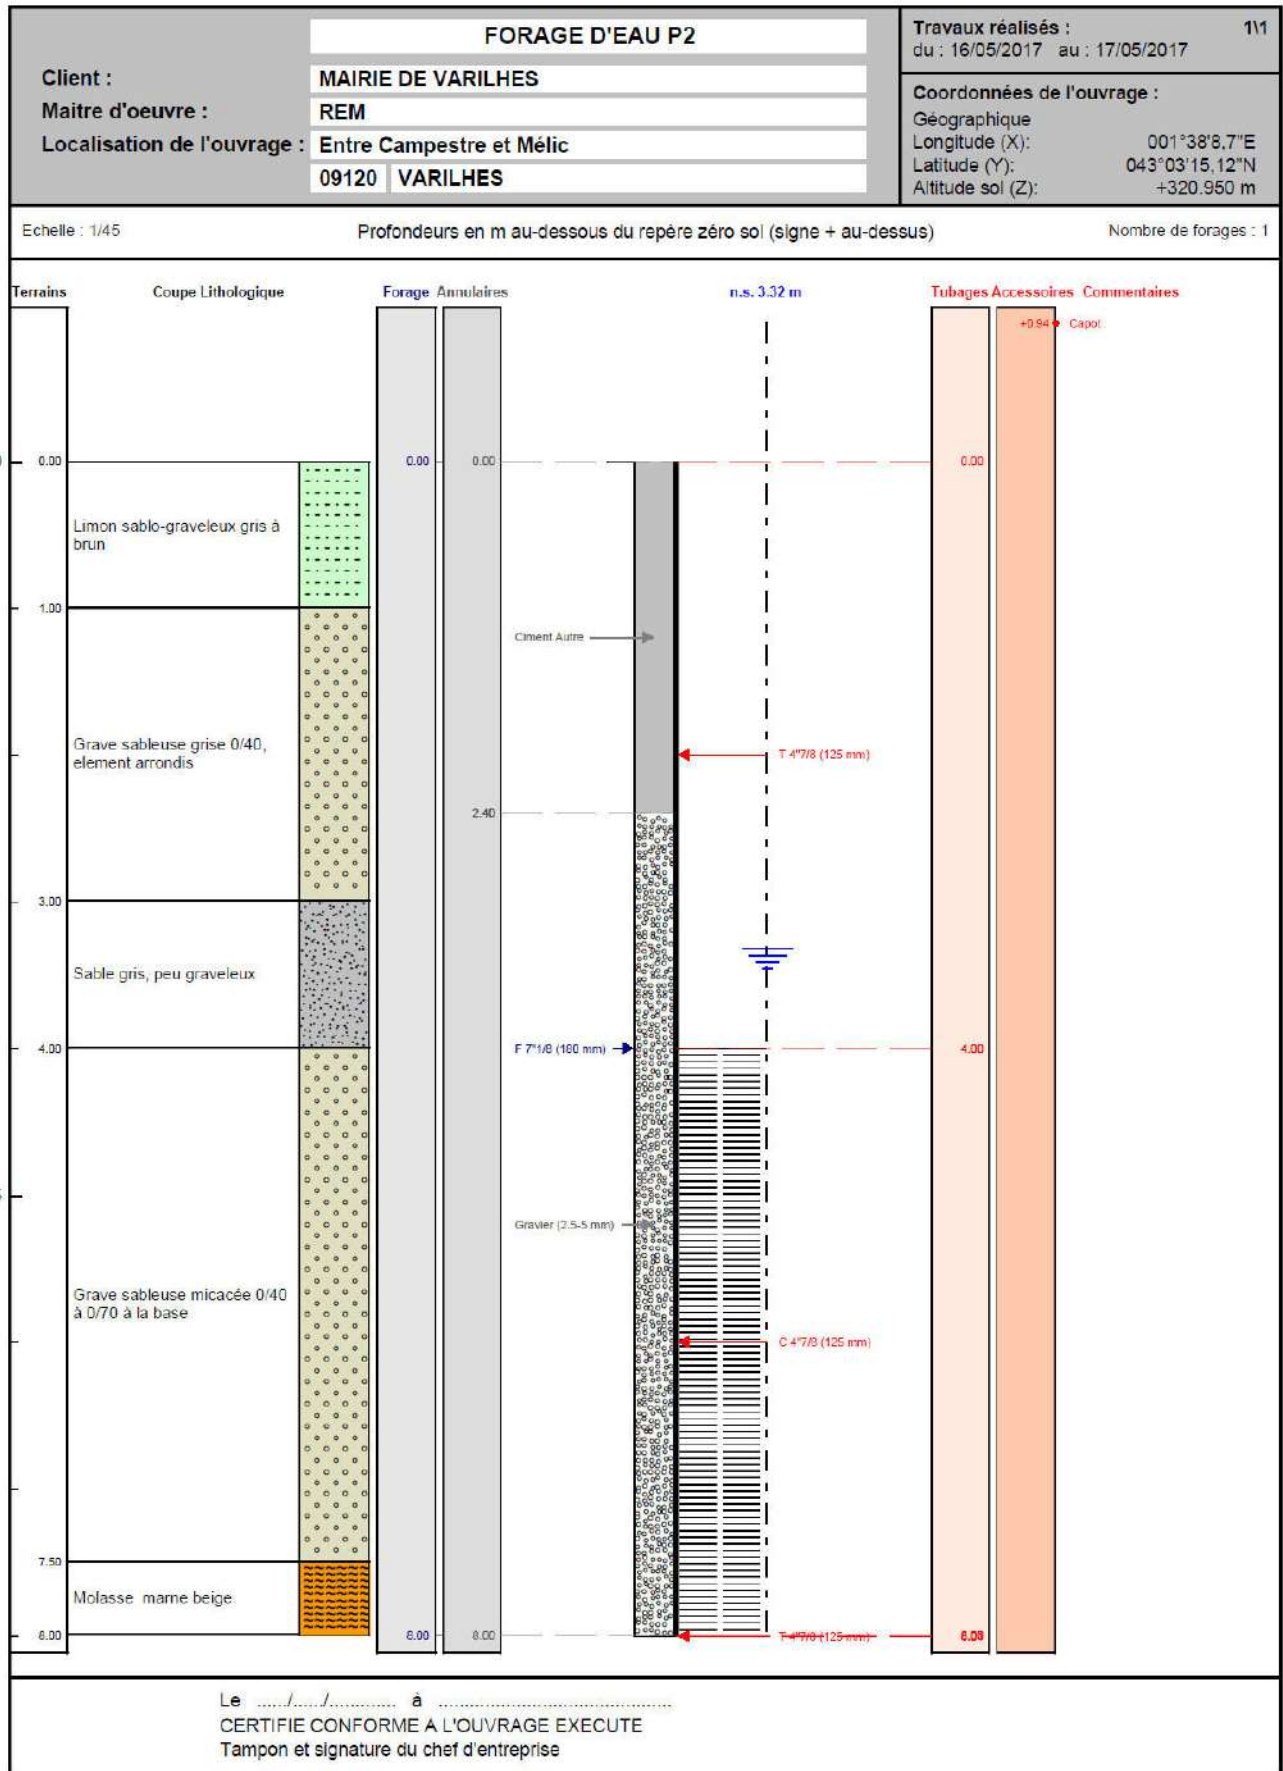 FORAGE D'EAU P2
Travaux réalisés : 1\1
du : 16/05/2017 au : 17/05/2017
Client : MAIRIE DE VARILHES
Maitre d'oeuvre : REM
Localisation de l'ouvrage : Entre Campestre et Mélic
09120 VARILHES
Coordonnées de l'ouvrage :
Géographique
Longitude (X): 001°38'8,7"E
Latitude (Y): 043°03'15,12"N
Altitude sol (Z): +320.950 m
Echelle : 1/45 Profondeurs en m au-dessous du repère zéro sol (signe + au-dessus) Nombre de forages : 1
Terrains Coupe Lithologique Forage Annulaires n.s. 3.32 m Tubages Accessoires Commentaires
+0.94 Capot
0.00 0.00 0.00 0.00
Limon sablo-graveleux gris à
brun
1.00
Ciment Autre
Grave sableuse grise 0/40,
element arrondis
T 4"7/8 (125 mm)
2.40
3.00
Sable gris, peu graveleux
4.00 F 7"1/8 (180 mm) 4.00
Gravier (2.5-5 mm)
Grave sableuse micacée 0/40
à 0/70 à la base
C 4"7/8 (125 mm)
7.50
Molasse marne beige
8.00 8.00 8.00 T 4"7/8 (125 mm) 8.00
Le ....../....../............. à .............................................
CERTIFIE CONFORME A L'OUVRAGE EXECUTE
Tampon et signature du chef d'entreprise